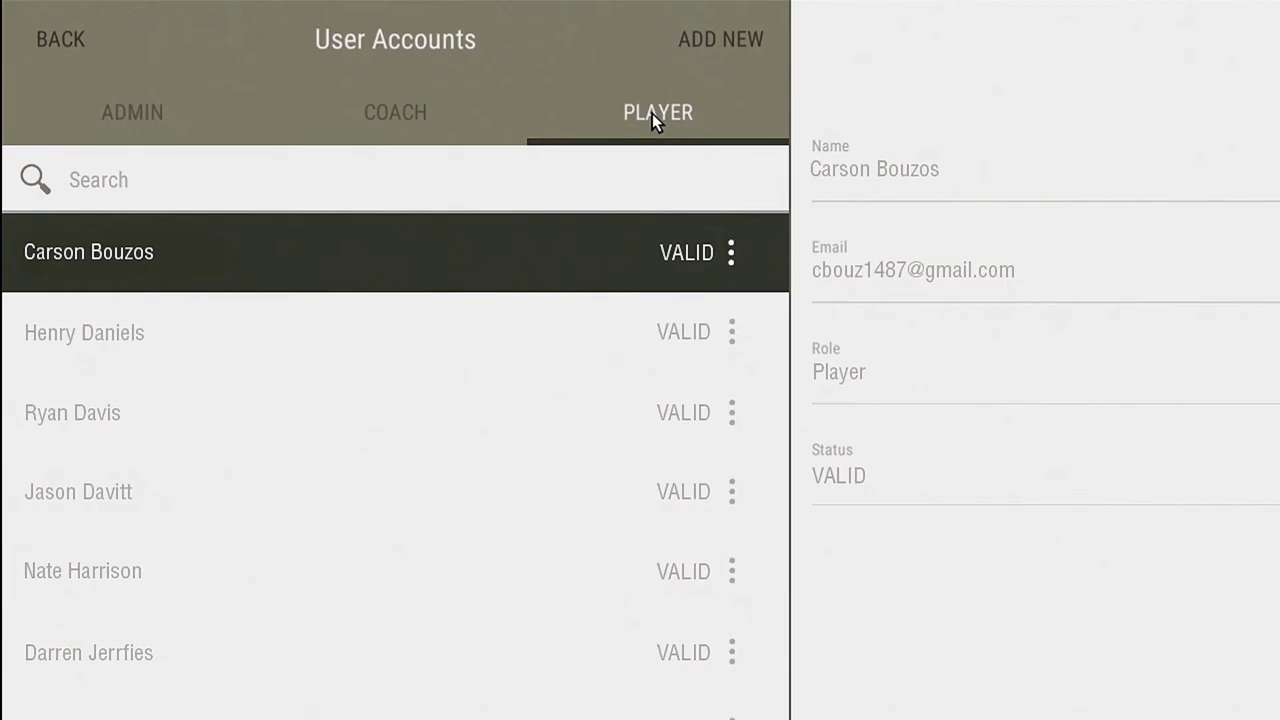 BACK
User Accounts
ADD NEW
ADMIN
COACH
PLAYER
Search
Carson Bouzos VALID
Henry Daniels VALID
Ryan Davis VALID
Jason Davitt VALID
Nate Harrison VALID
Darren Jerrfies VALID
Name
Carson Bouzos
Email
cbouz1487@gmail.com
Role
Player
Status
VALID